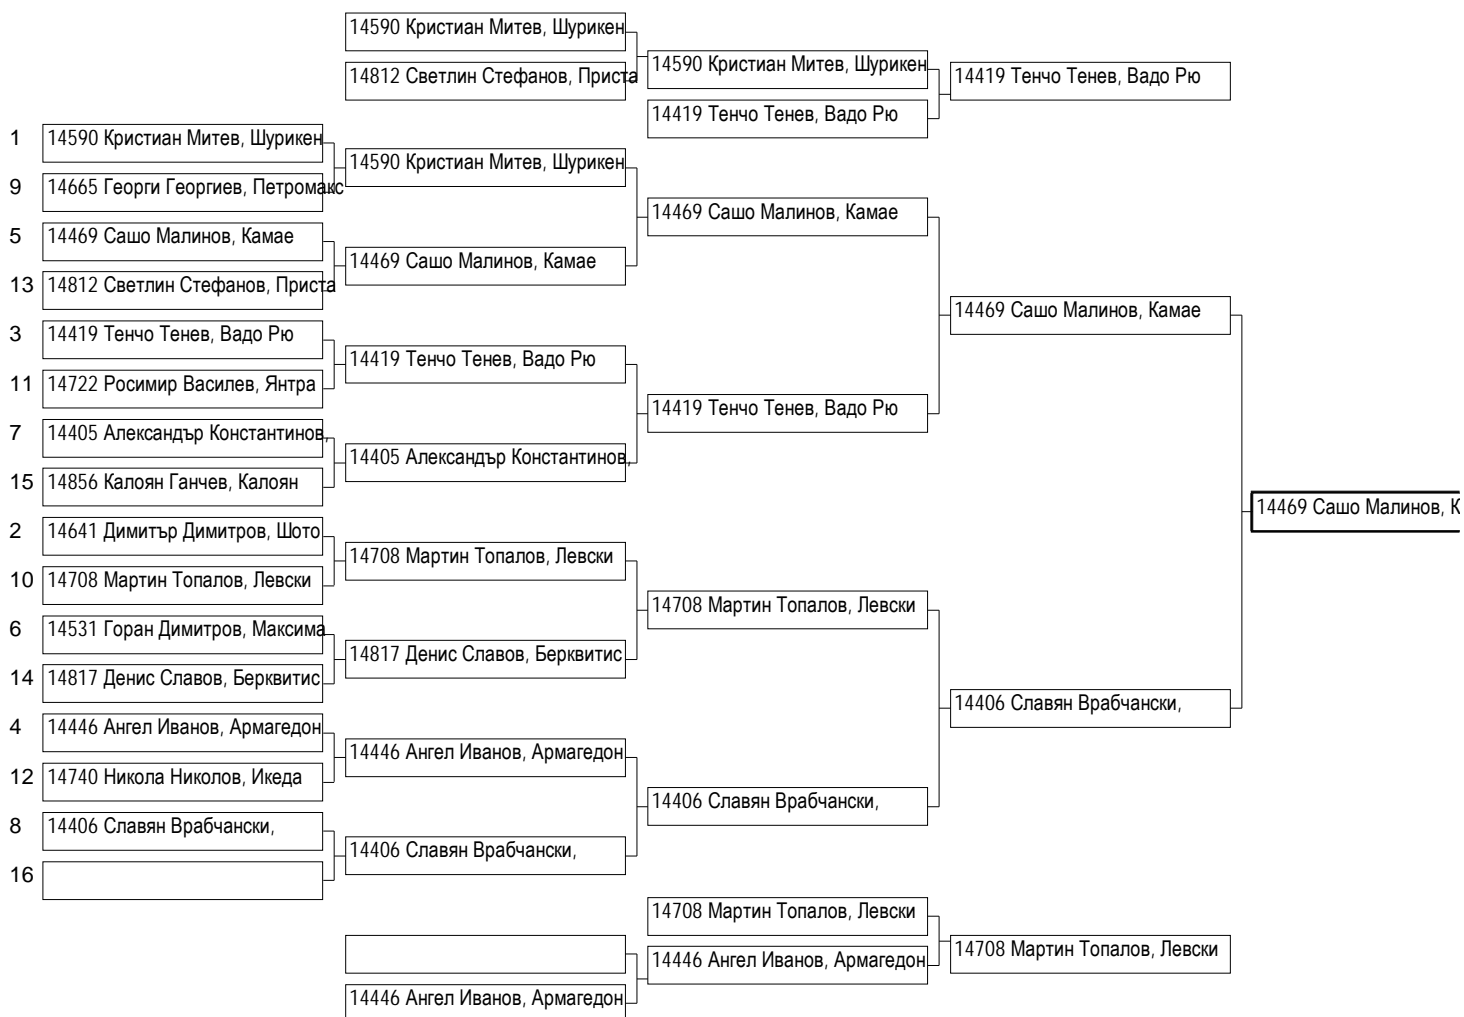 14590 Кристиан Митев, Шурикен
14812 Светлин Стефанов, Приста
14590 Кристиан Митев, Шурикен
14419 Тенчо Тенев, Вадо Рю
14419 Тенчо Тенев, Вадо Рю
1 14590 Кристиан Митев, Шурикен
9 14665 Георги Георгиев, Петромакс
5 14469 Сашо Малинов, Камае
13 14812 Светлин Стефанов, Приста
3 14419 Тенчо Тенев, Вадо Рю
11 14722 Росимир Василев, Янтра
7 14405 Александър Константинов,
15 14856 Калоян Ганчев, Калоян
2 14641 Димитър Димитров, Шото
10 14708 Мартин Топалов, Левски
6 14531 Горан Димитров, Максима
14 14817 Денис Славов, Берквитис
4 14446 Ангел Иванов, Армагедон
12 14740 Никола Николов, Икеда
8 14406 Славян Врабчански,
16
14590 Кристиан Митев, Шурикен
14469 Сашо Малинов, Камае
14419 Тенчо Тенев, Вадо Рю
14405 Александър Константинов,
14708 Мартин Топалов, Левски
14817 Денис Славов, Берквитис
14446 Ангел Иванов, Армагедон
14406 Славян Врабчански,
14469 Сашо Малинов, Камае
14419 Тенчо Тенев, Вадо Рю
14708 Мартин Топалов, Левски
14406 Славян Врабчански,
14469 Сашо Малинов, Камае
14406 Славян Врабчански,
14469 Сашо Малинов, К
14446 Ангел Иванов, Армагедон
14708 Мартин Топалов, Левски
14446 Ангел Иванов, Армагедон
14708 Мартин Топалов, Левски